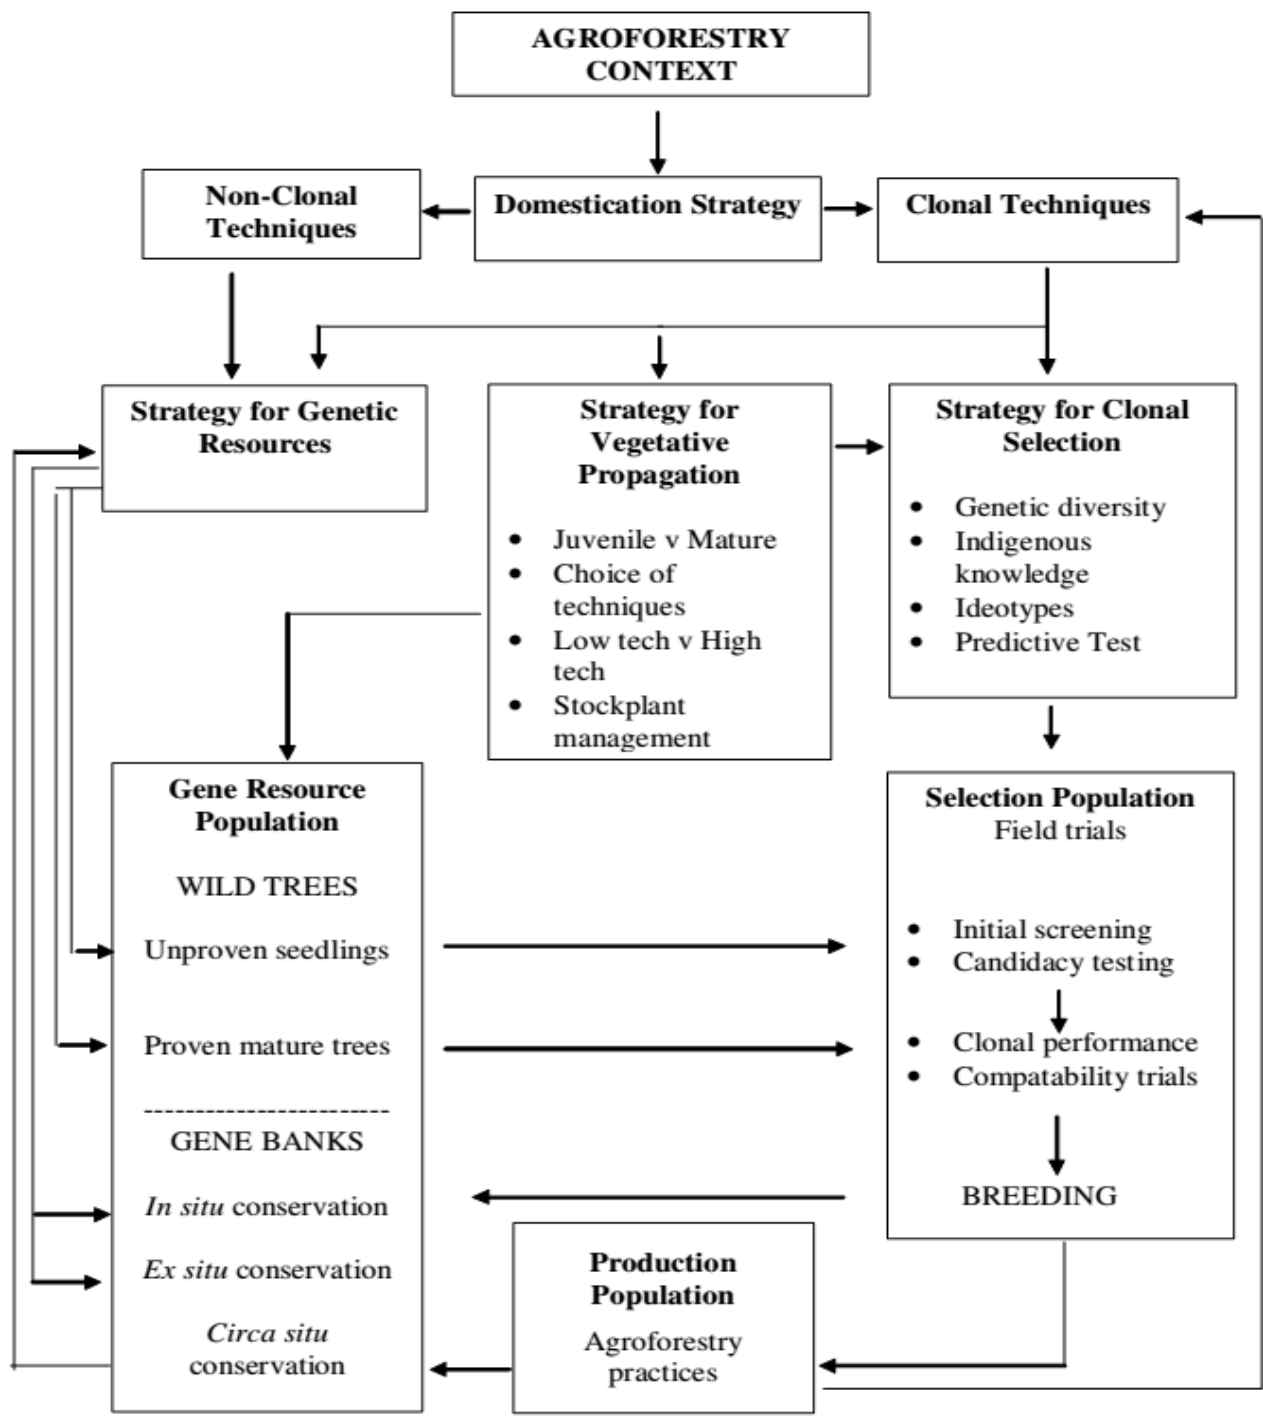 AGROFORESTRY
CONTEXT
Non-Clonal
Techniques
Domestication Strategy
Clonal Techniques
Strategy for Genetic
Resources
Strategy for
Vegetative
Propagation
• Juvenile v Mature
• Choice of
techniques
• Low tech v High
tech
• Stockplant
management
Strategy for Clonal
Selection
• Genetic diversity
• Indigenous
knowledge
• Ideotypes
• Predictive Test
Gene Resource
Population
WILD TREES
Unproven seedlings
Proven mature trees
------------------------
GENE BANKS
In situ conservation
Ex situ conservation
Circa situ
conservation
Selection Population
Field trials
• Initial screening
• Candidacy testing
• Clonal performance
• Compatability trials
BREEDING
Production
Population
Agroforestry
practices